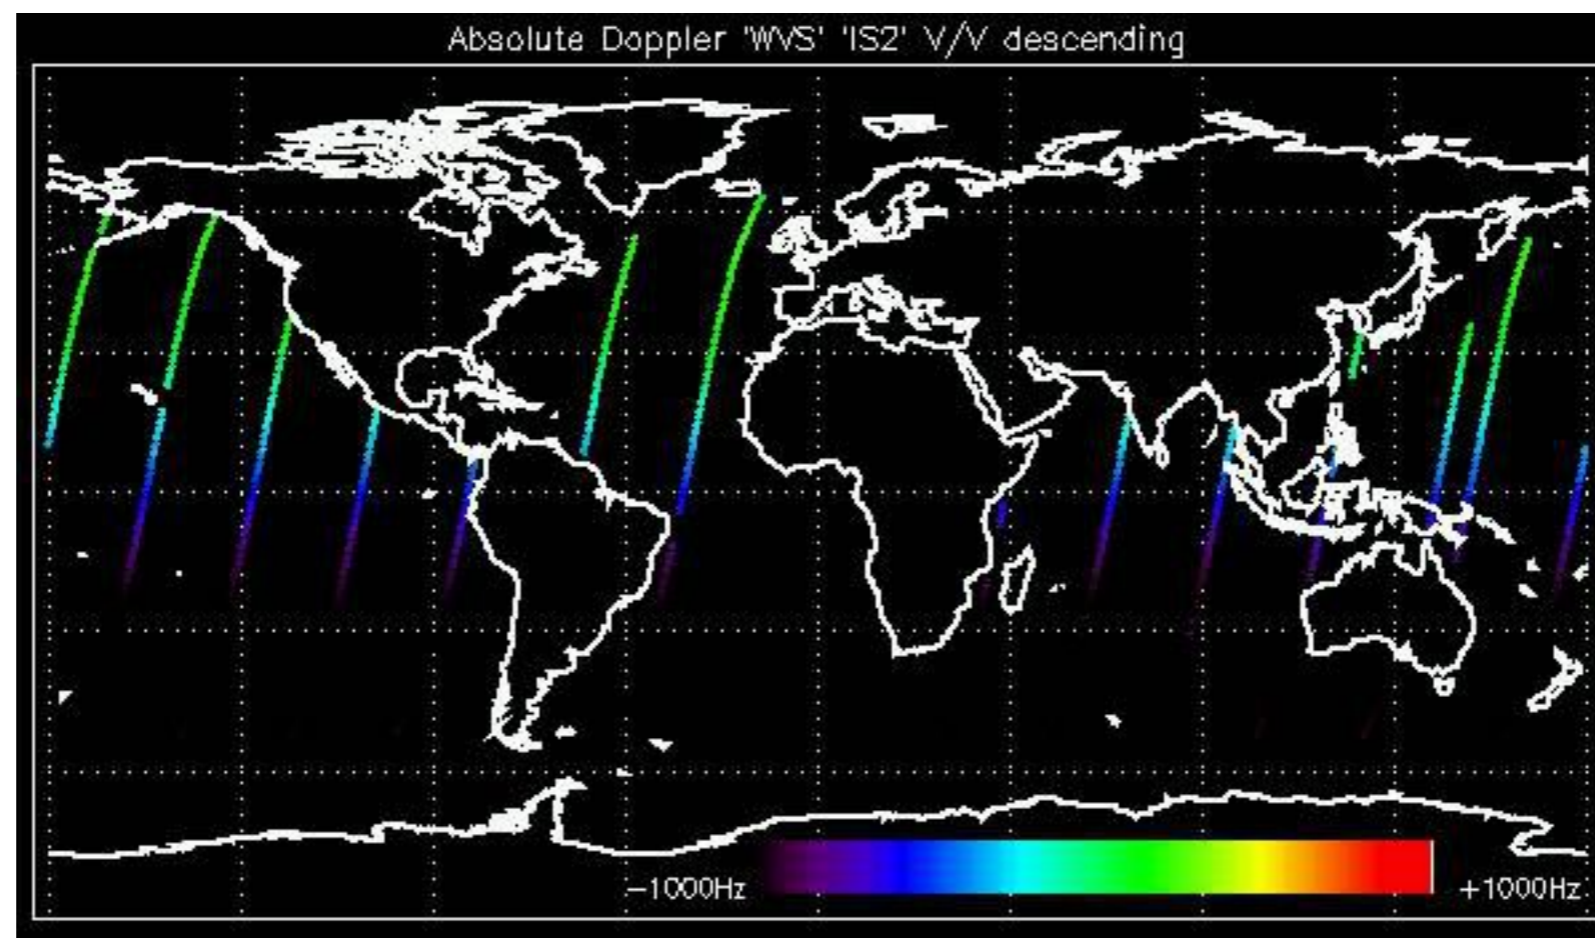 Absolute Doppler 'WVS' 'IS2' V/V descending
-1000Hz
+1000Hz